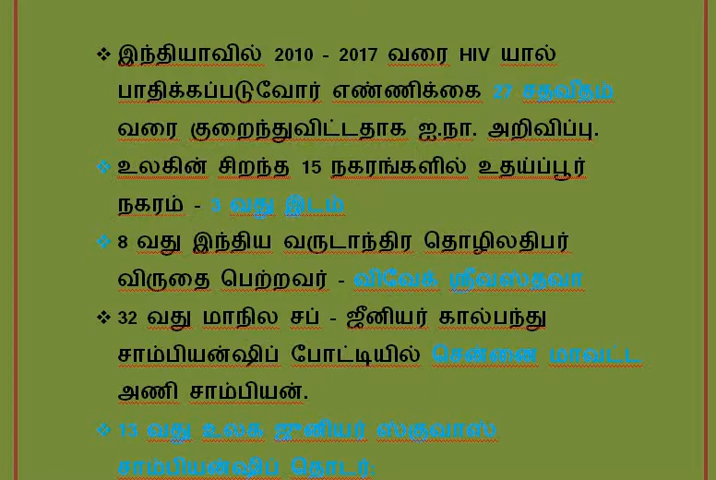 ❖ இந்தியாவில் 2010 - 2017 வரை HIV யால்
பாதிக்கப்படுவோர் எண்ணிக்கை 27 சதவீதம்
வரை குறைந்துவிட்டதாக ஐ.நா. அறிவிப்பு.
❖ உலகின் சிறந்த 15 நகரங்களில் உதய்ப்பூர்
நகரம் - 3 வது இடம்
❖ 8 வது இந்திய வருடாந்திர தொழிலதிபர்
விருதை பெற்றவர் - விவேக் ஸ்ரீவஸ்தவா
❖ 32 வது மாநில சப் - ஜீனியர் கால்பந்து
சாம்பியன்ஷிப் போட்டியில் சென்னை மாவட்ட
அணி சாம்பியன்.
❖ 13 வது உலக ஜுனியர் ஸ்குவாஸ்
சாம்பியன்ஷிப் தொடர்: